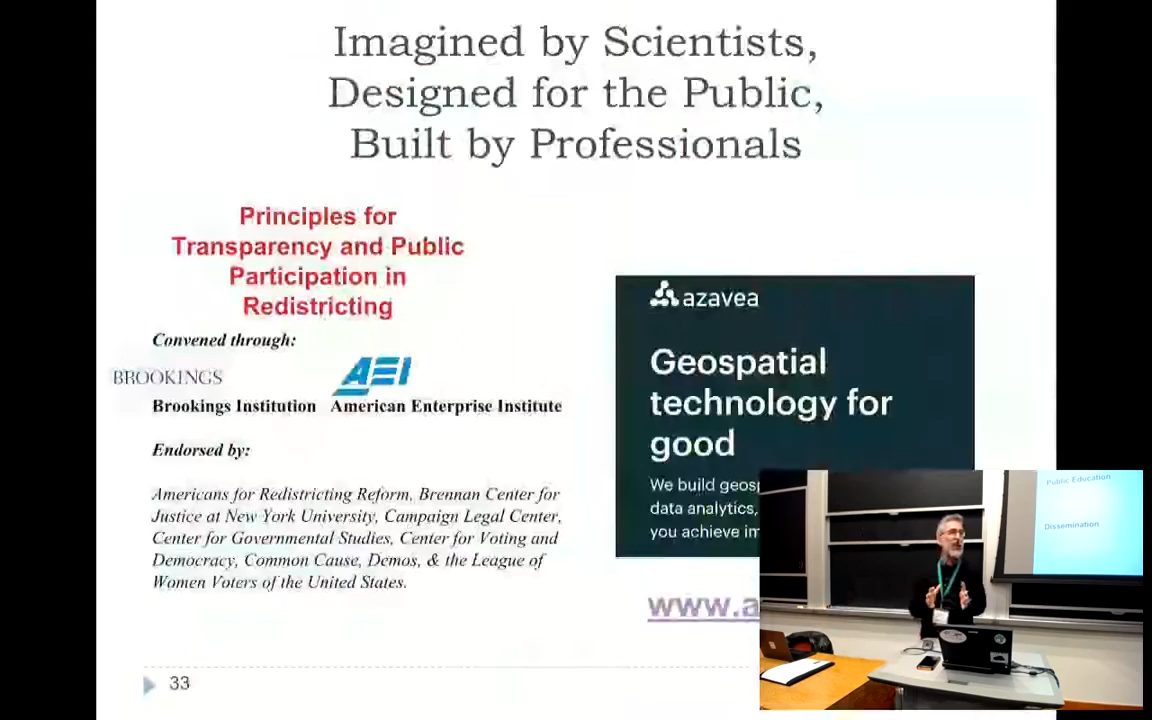 Imagined by Scientists,
Designed for the Public,
Built by Professionals
Principles for
Transparency and Public
Participation in
Redistricting
Convened through:
BROOKINGS
AEI
Brookings Institution American Enterprise Institute
Endorsed by:
Americans for Redistricting Reform, Brennan Center for
Justice at New York University, Campaign Legal Center,
Center for Governmental Studies, Center for Voting and
Democracy, Common Cause, Demos, & the League of
Women Voters of the United States.
azavea
Geospatial
technology for
good
We build geosp
data analytics,
you achieve im
www.a
Public Education
Dissemination
33